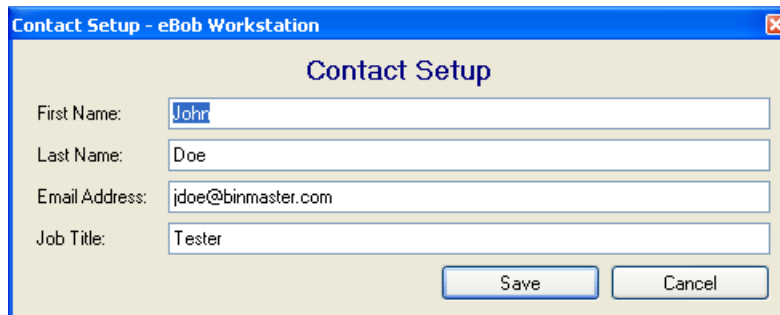 Contact Setup - eBob Workstation
Contact Setup
First Name: John
Last Name: Doe
Email Address: jdoe@binmaster.com
Job Title: Tester
Save Cancel